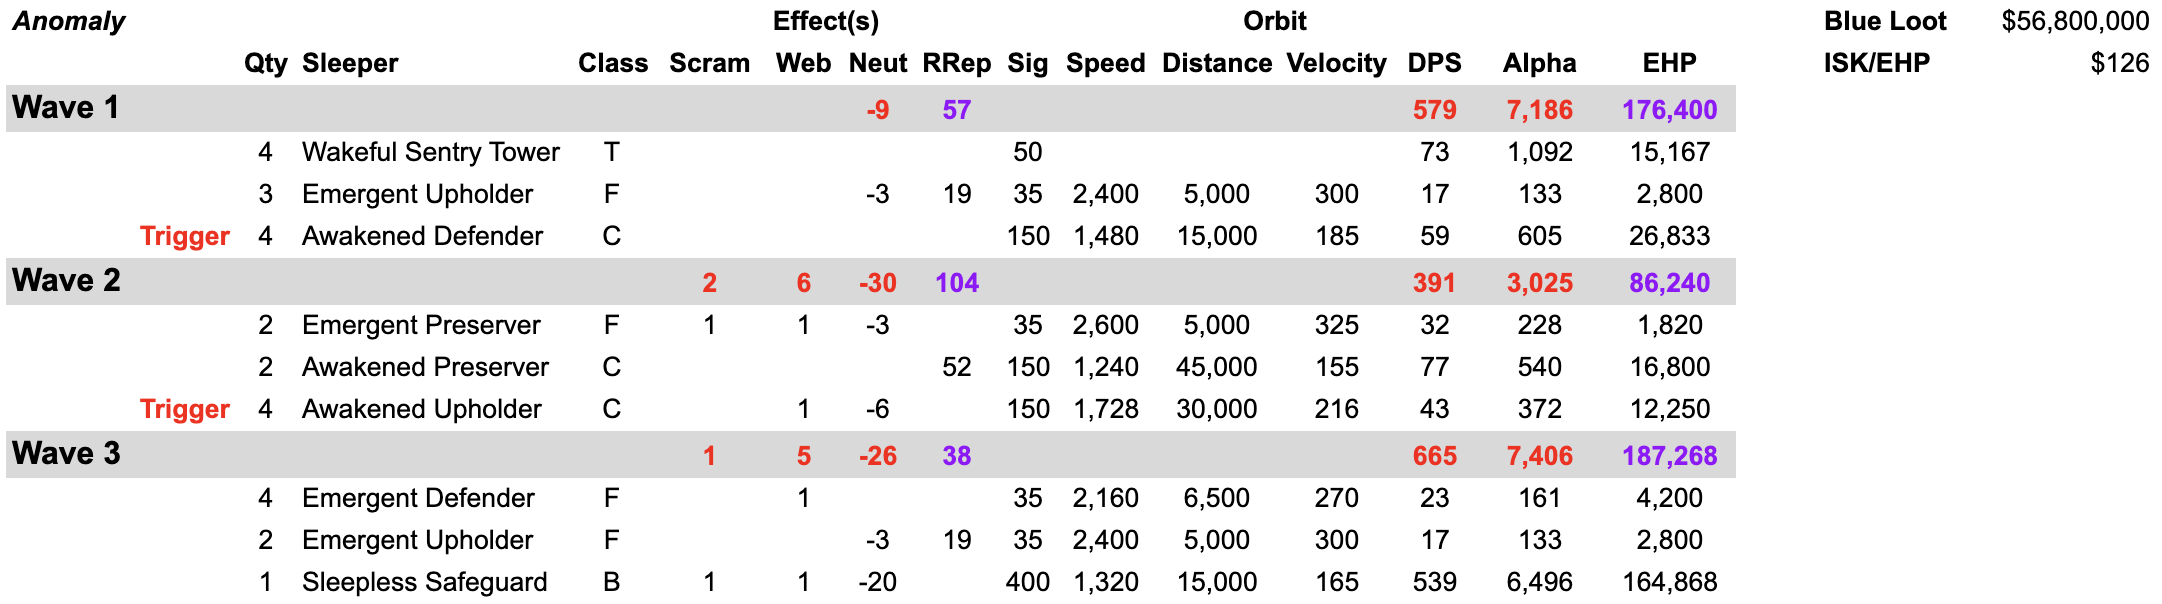 Anomaly Effect(s) Orbit Blue Loot $56,800,000
Qty Sleeper Class Scram Web Neut RRep Sig Speed Distance Velocity DPS Alpha EHP ISK/EHP $126
Wave 1 -9 57 579 7,186 176,400
4 Wakeful Sentry Tower T 50 73 1,092 15,167
3 Emergent Upholder F -3 19 35 2,400 5,000 300 17 133 2,800
Trigger 4 Awakened Defender C 150 1,480 15,000 185 59 605 26,833
Wave 2 2 6 -30 104 391 3,025 86,240
2 Emergent Preserver F 1 1 -3 35 2,600 5,000 325 32 228 1,820
2 Awakened Preserver C 52 150 1,240 45,000 155 77 540 16,800
Trigger 4 Awakened Upholder C 1 -6 150 1,728 30,000 216 43 372 12,250
Wave 3 1 5 -26 38 665 7,406 187,268
4 Emergent Defender F 1 35 2,160 6,500 270 23 161 4,200
2 Emergent Upholder F -3 19 35 2,400 5,000 300 17 133 2,800
1 Sleepless Safeguard B 1 1 -20 400 1,320 15,000 165 539 6,496 164,868